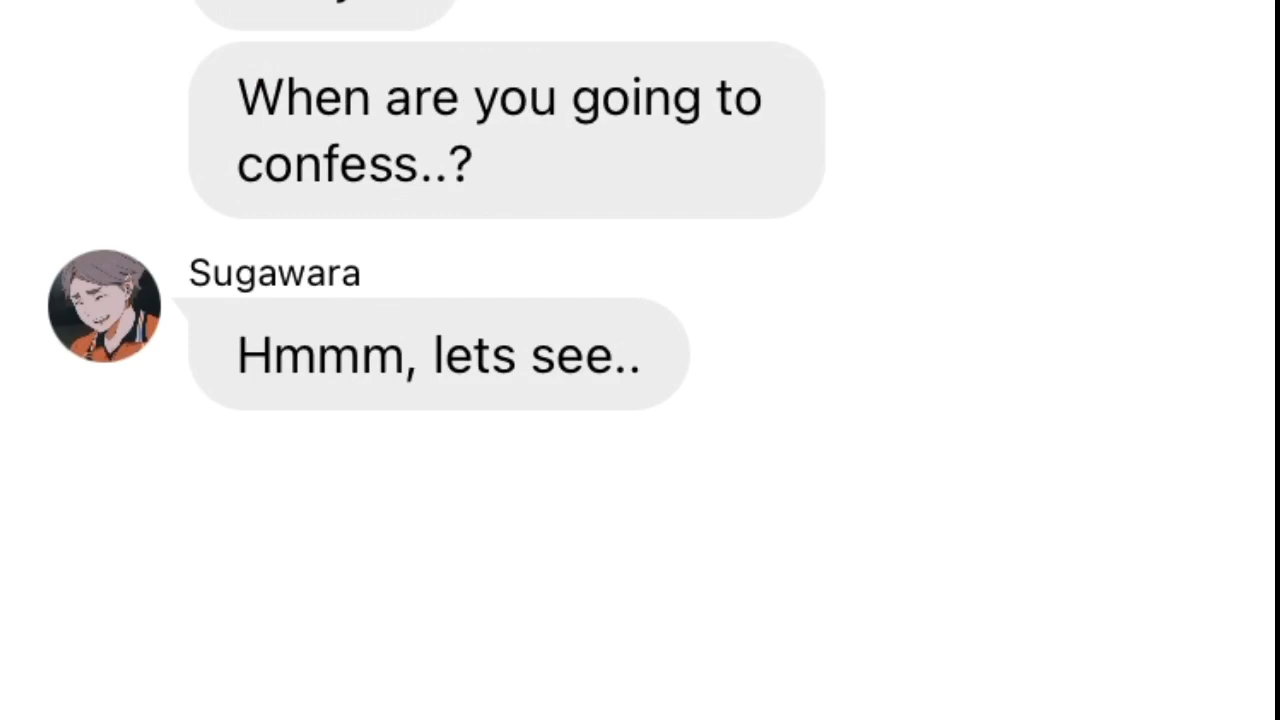 When are you going to
confess..?
Sugawara
Hmmm, lets see..